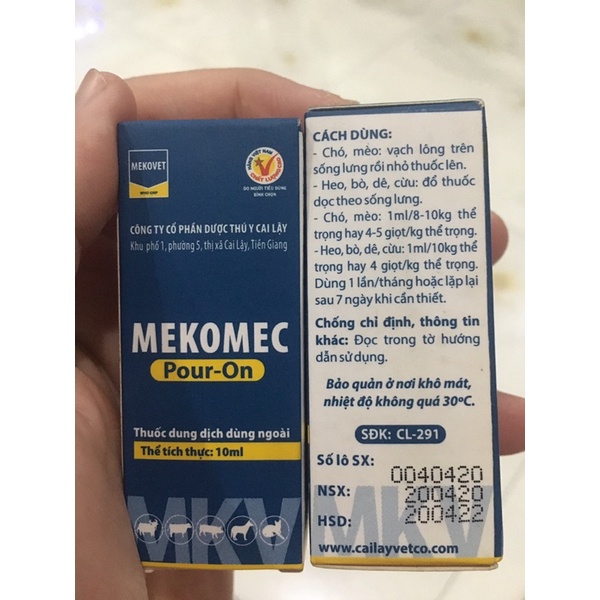 MEKOVET
HÀNG VIỆT NAM
CHẤT LƯỢNG CAO
DO NGƯỜI TIÊU DÙNG
BÌNH CHỌN
CÔNG TY CỔ PHẦN DƯỢC THÚ Y CAI LẬY
Khu phố 1, phường 5, thị xã Cai Lậy, Tiền Giang
MEKOMEC
Pour-On
Thuốc dung dịch dùng ngoài
Thể tích thực: 10ml
MKV
CÁCH DÙNG:
- Chó, mèo: vạch lông trên
sống lưng rồi nhỏ thuốc lên.
- Heo, bò, dê, cừu: đổ thuốc
dọc theo sống lưng.
- Chó, mèo: 1ml/8-10kg thể
trọng hay 4-5 giọt/kg thể trọng.
- Heo, bò, dê, cừu: 1ml/10kg thể
trọng hay 4 giọt/kg thể trọng.
Dùng 1 lần/tháng hoặc lặp lại
sau 7 ngày khi cần thiết.
Chống chỉ định, thông tin
khác: Đọc trong tờ hướng
dẫn sử dụng.
Bảo quản ở nơi khô mát,
nhiệt độ không quá 30ºC.
SĐK: CL-291
Số lô SX: 0040420
NSX: 200420
HSD: 200422
MKV
www.cailayvetco.com